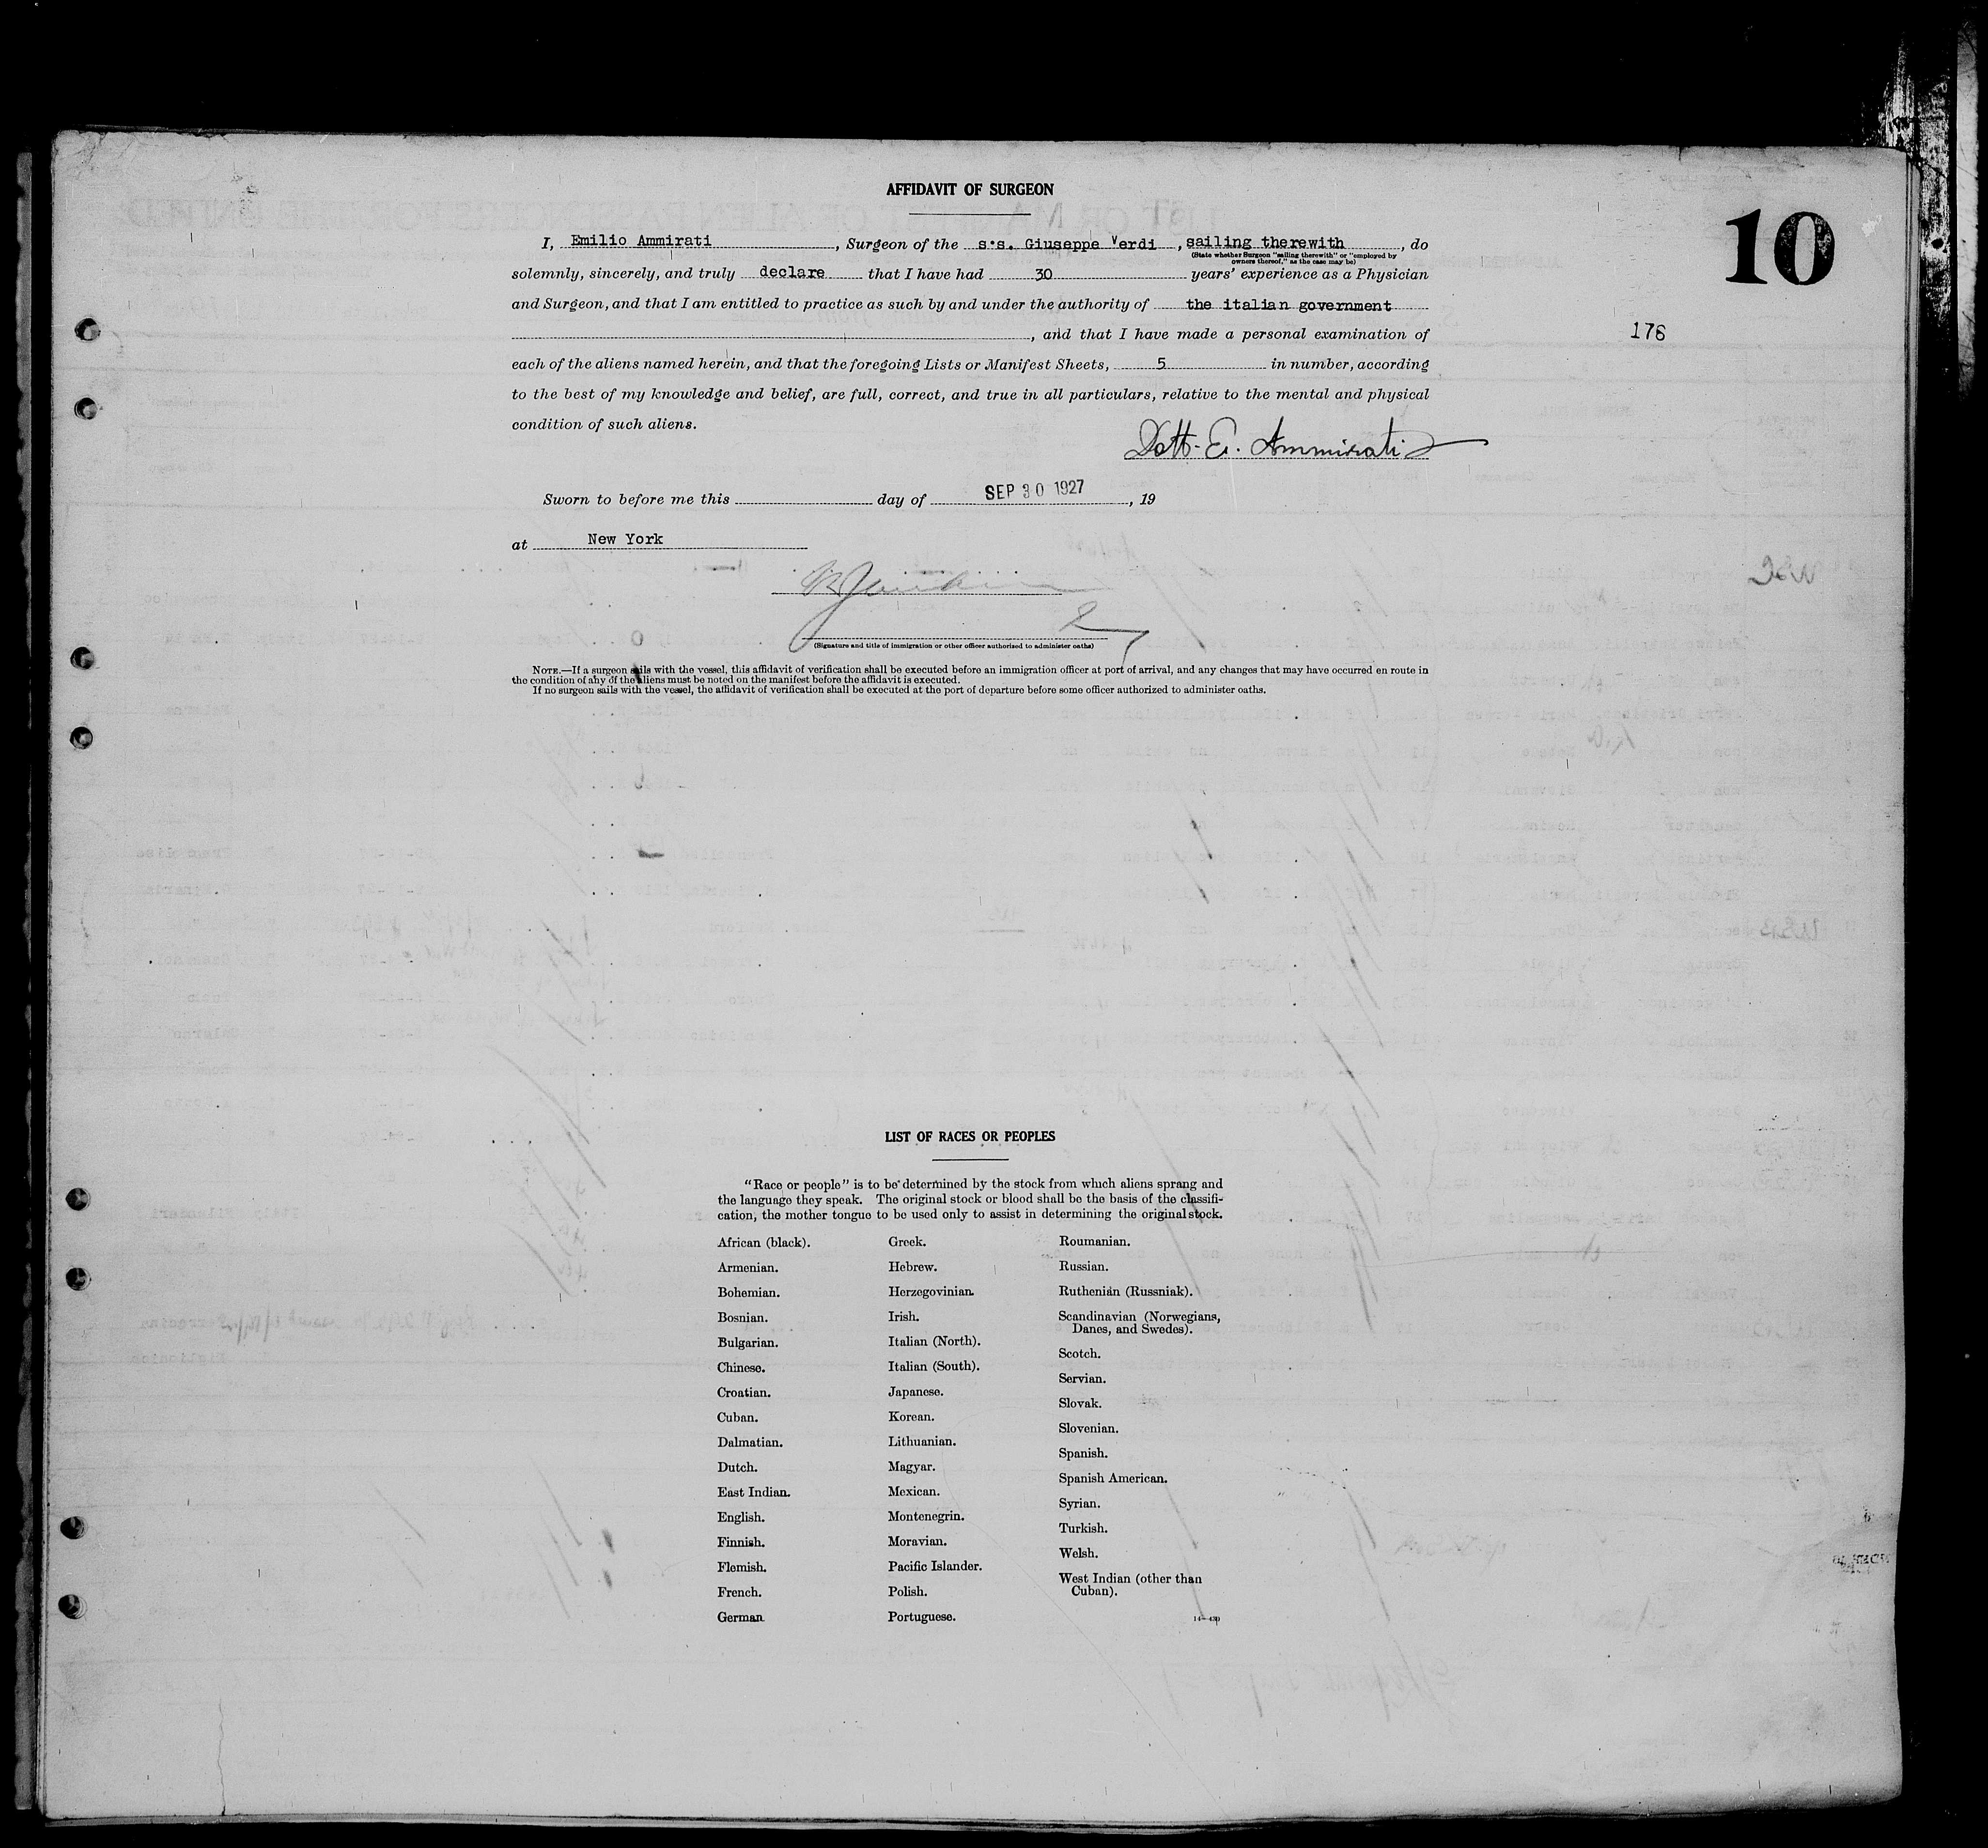 AFFIDAVIT OF SURGEON
10
I, Emilio Ammirati, Surgeon of the s.s. Giuseppe Verdi, sailing therewith, do
(State whether Surgeon "sailing therewith" or "employed by
owners thereof," as the case may be)
solemnly, sincerely, and truly declare that I have had 30 years' experience as a Physician
and Surgeon, and that I am entitled to practice as such by and under the authority of the italian government
, and that I have made a personal examination of
176
each of the aliens named herein, and that the foregoing Lists or Manifest Sheets, 5 in number, according
to the best of my knowledge and belief, are full, correct, and true in all particulars, relative to the mental and physical
condition of such aliens.
Dott. E. Ammirati
Sworn to before me this day of SEP 30 1927, 19
at New York
(Signature and title of immigration or other officer authorized to administer oaths)
NOTE.—If a surgeon sails with the vessel, this affidavit of verification shall be executed before an immigration officer at port of arrival, and any changes that may have occurred en route in
the condition of any of the aliens must be noted on the manifest before the affidavit is executed.
If no surgeon sails with the vessel, the affidavit of verification shall be executed at the port of departure before some officer authorized to administer oaths.
LIST OF RACES OR PEOPLES
"Race or people" is to be determined by the stock from which aliens sprang and
the language they speak. The original stock or blood shall be the basis of the classifi-
cation, the mother tongue to be used only to assist in determining the original stock.
African (black).
Armenian.
Bohemian.
Bosnian.
Bulgarian.
Chinese.
Croatian.
Cuban.
Dalmatian.
Dutch.
East Indian.
English.
Finnish.
Flemish.
French.
German.
Greek.
Hebrew.
Herzegovinian.
Irish.
Italian (North).
Italian (South).
Japanese.
Korean.
Lithuanian.
Magyar.
Mexican.
Montenegrin.
Moravian.
Pacific Islander.
Polish.
Portuguese.
Roumanian.
Russian.
Ruthenian (Russniak).
Scandinavian (Norwegians,
Danes, and Swedes).
Scotch.
Servian.
Slovak.
Slovenian.
Spanish.
Spanish American.
Syrian.
Turkish.
Welsh.
West Indian (other than
Cuban).